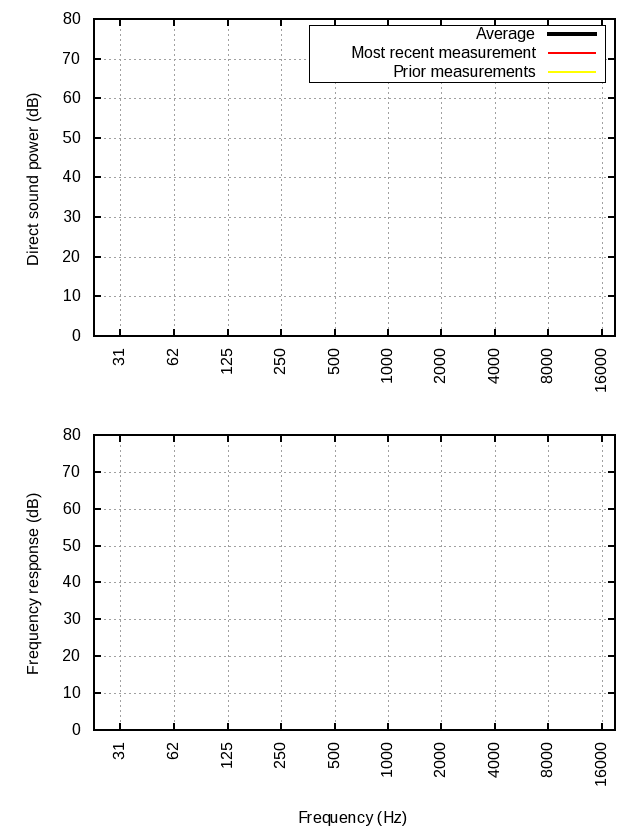 80
70
60
50
40
30
20
10
0
Direct sound power (dB)
Average
Most recent measurement
Prior measurements
31 62 125 250 500 1000 2000 4000 8000 16000
80
70
60
50
40
30
20
10
0
Frequency response (dB)
31 62 125 250 500 1000 2000 4000 8000 16000
Frequency (Hz)